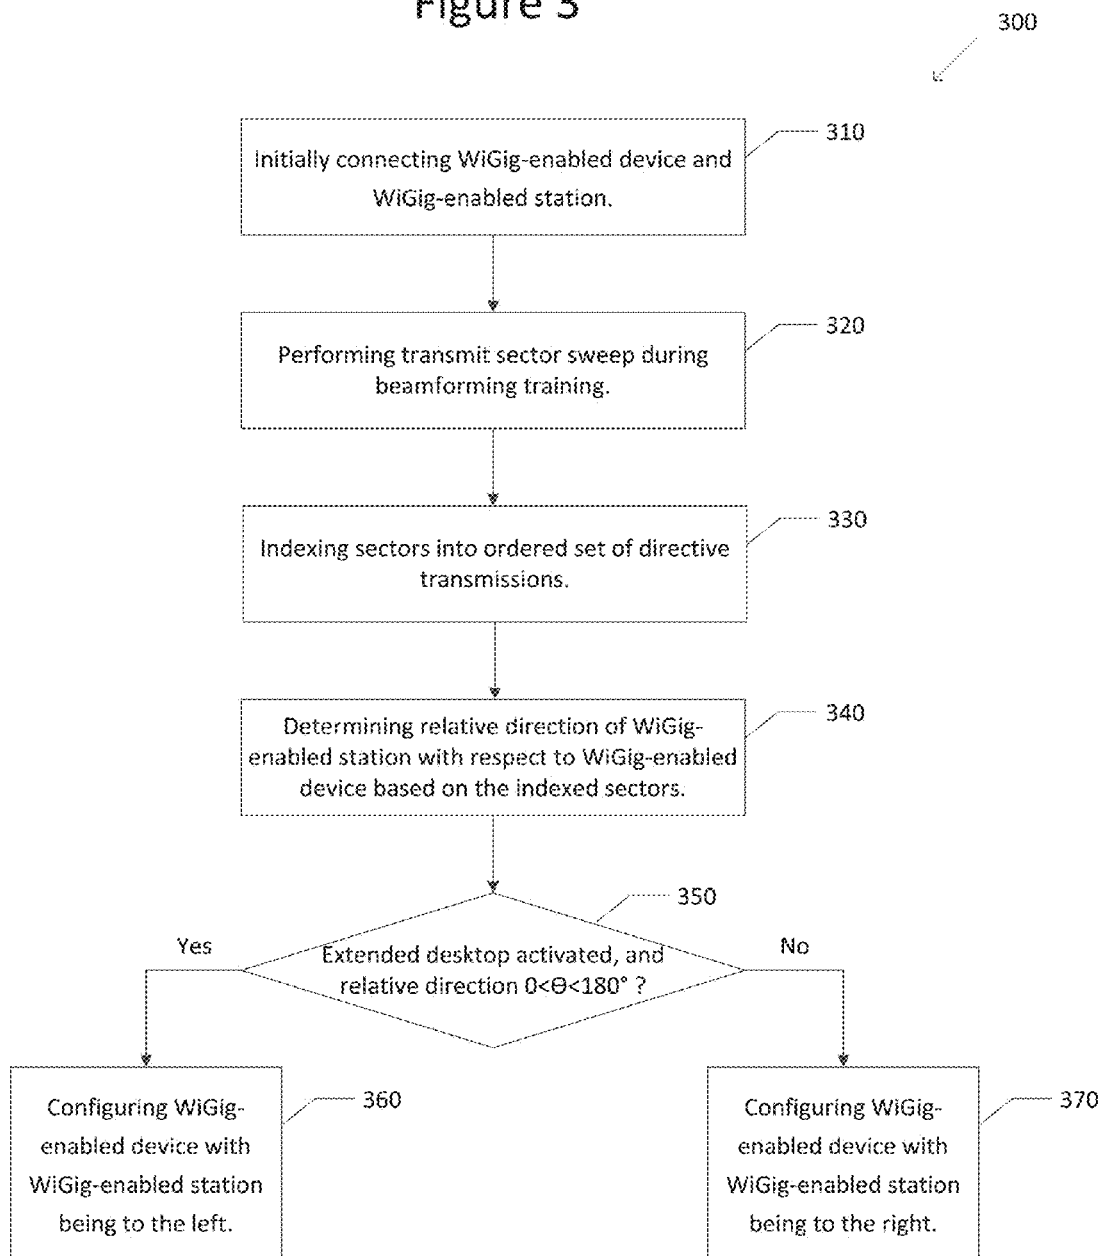 Figure 3
300
310
Initially connecting WiGig-enabled device and
WiGig-enabled station.
320
Performing transmit sector sweep during
beamforming training.
330
Indexing sectors into ordered set of directive
transmissions.
340
Determining relative direction of WiGig-
enabled station with respect to WiGig-enabled
device based on the indexed sectors.
350
Yes
No
Extended desktop activated, and
relative direction 0<Θ<180° ?
360
Configuring WiGig-
enabled device with
WiGig-enabled station
being to the left.
370
Configuring WiGig-
enabled device with
WiGig-enabled station
being to the right.